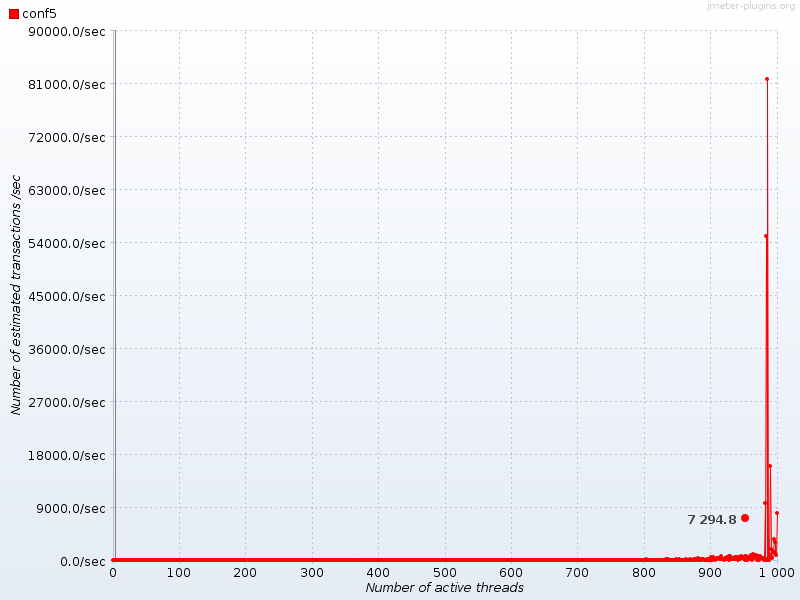 jmeter-plugins.org
conf5
90000.0/sec
81000.0/sec
72000.0/sec
63000.0/sec
54000.0/sec
45000.0/sec
36000.0/sec
27000.0/sec
18000.0/sec
9000.0/sec
0.0/sec
Number of estimated transactions /sec
7 294.8
0 100 200 300 400 500 600 700 800 900 1 000
Number of active threads